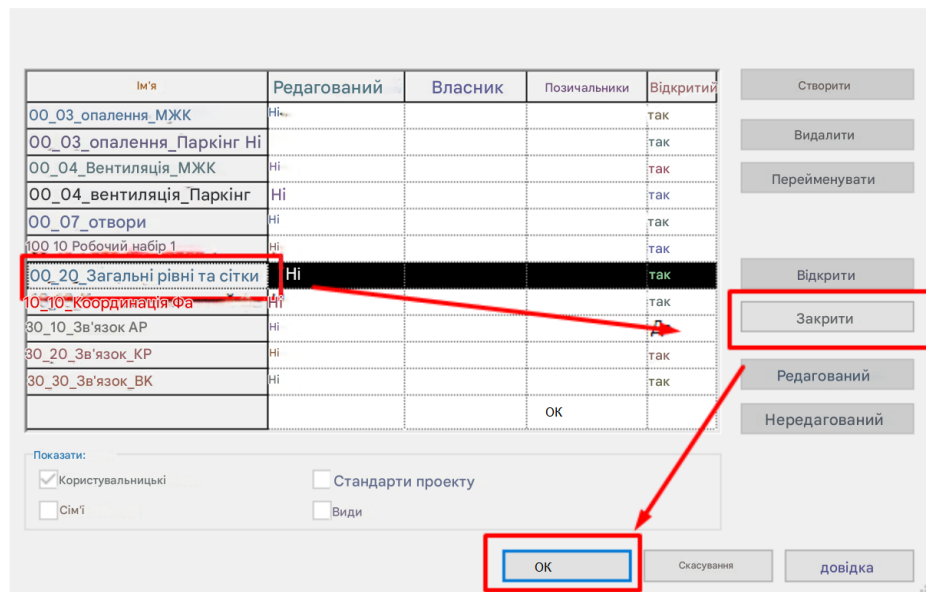 Ім'я Редагований Власник Позичальники Відкритий
00_03_опалення_МЖК Ні так
00_03_опалення_Паркінг Ні так
00_04_Вентиляція_МЖК Ні так
00_04_вентиляція_Паркінг Ні так
00_07_отвори Ні так
100 10 Робочий набір 1 Ні так
00_20_Загальні рівні та сітки Ні так
10_10_Координація Фа Ні так
30_10_Зв'язок АР Ні
30_20_Зв'язок_КР Ні так
30_30_Зв'язок_ВК Ні так
ОК
Створити
Видалити
Перейменувати
Відкрити
Закрити
Редагований
Нередагований
Показати:
Користувальницькі Стандарти проекту
Сім'ї Види
ОК Скасування довідка